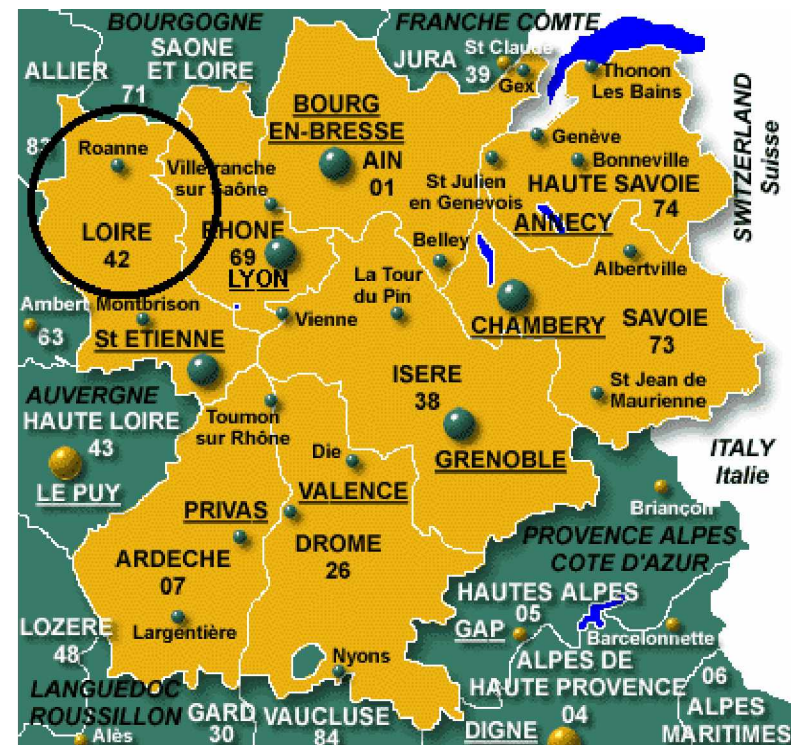 BOURGOGNE
FRANCHE COMTE
SAONE
ET LOIRE
71
ALLIER
JURA
39
St Claude
Gex
Thonon
Les Bains
SWITZERLAND
Suisse
BOURG
EN-BRESSE
AIN
01
Roanne
Villefranche
sur Saône
Genève
Bonneville
St Julien
en Genevois
HAUTE SAVOIE
74
ANNECY
LOIRE
42
RHONE
69
LYON
Belley
Albertville
La Tour
du Pin
Ambert
Montbrison
63
St ETIENNE
Vienne
CHAMBERY
SAVOIE
73
ISERE
38
St Jean de
Maurienne
AUVERGNE
HAUTE LOIRE
43
LE PUY
Tournon
sur Rhône
Die
GRENOBLE
ITALY
Italie
VALENCE
PRIVAS
Briançon
ARDECHE
07
DROME
26
PROVENCE ALPES
COTE D'AZUR
HAUTES ALPES
05
GAP
Barcelonnette
LOZERE
48
Largentière
Nyons
ALPES DE
HAUTE PROVENCE
04
06
ALPES
MARITIMES
LANGUEDOC
ROUSSILLON
GARD
30
VAUCLUSE
84
DIGNE
Alès